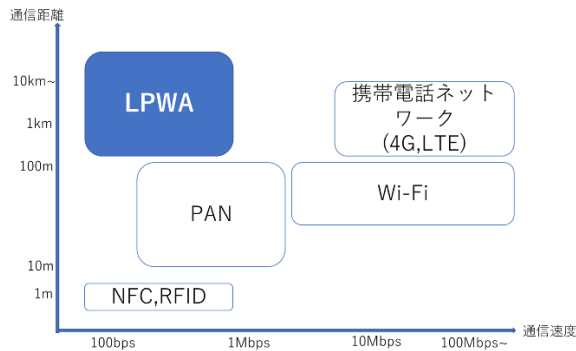 通信距離
10km~
1km
100m
10m
1m
LPWA
携帯電話ネット
ワーク
(4G,LTE)
PAN
Wi-Fi
NFC,RFID
100bps
1Mbps
10Mbps
100Mbps~
通信速度